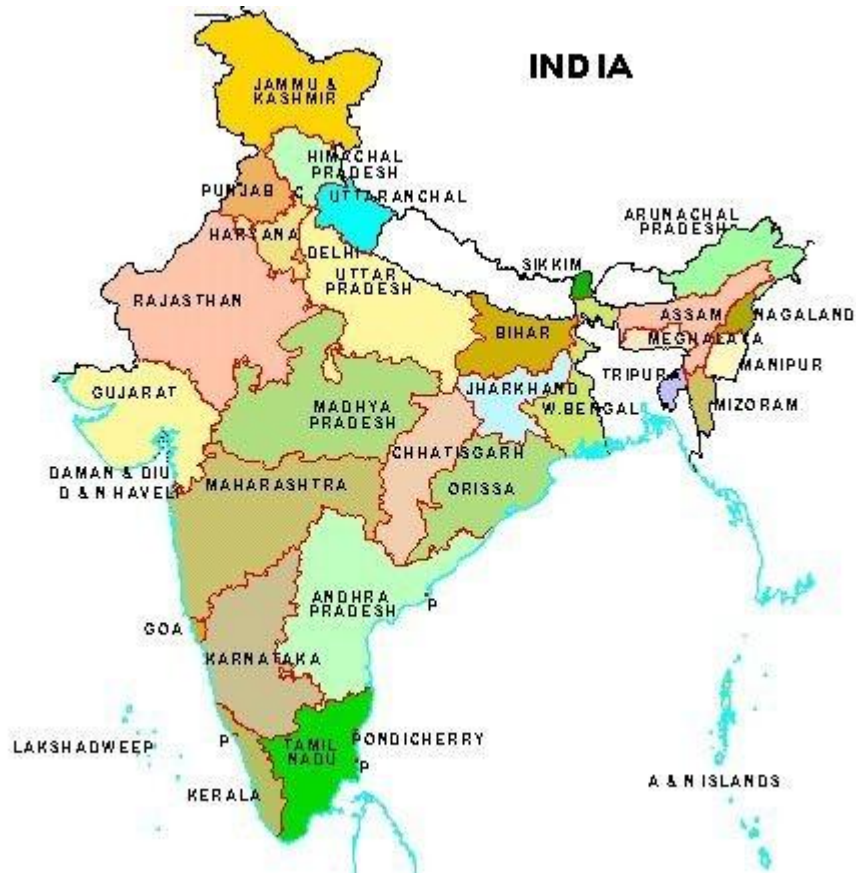 INDIA
JAMMU &
KASHMIR
HIMACHAL
PRADESH
PUNJAB
C
UTTARANCHAL
ARUNACHAL
PRADESH
HARYANA
DELHI
SIKKIM
UTTAR
PRADESH
RAJASTHAN
ASSAM
NAGALAND
BIHAR
MEGHALAYA
MANIPUR
TRIPURA
GUJARAT
JHARKHAND
MADHYA
PRADESH
W.BENGAL
MIZORAM
CHHATISGARH
DAMAN & DIU
D & N HAVELI
MAHARASHTRA
ORISSA
ANDHRA
PRADESH
P
GOA
KARNATAKA
LAKSHADWEEP
P
TAMIL
NADU
PONDICHERRY
P
KERALA
A & N ISLANDS